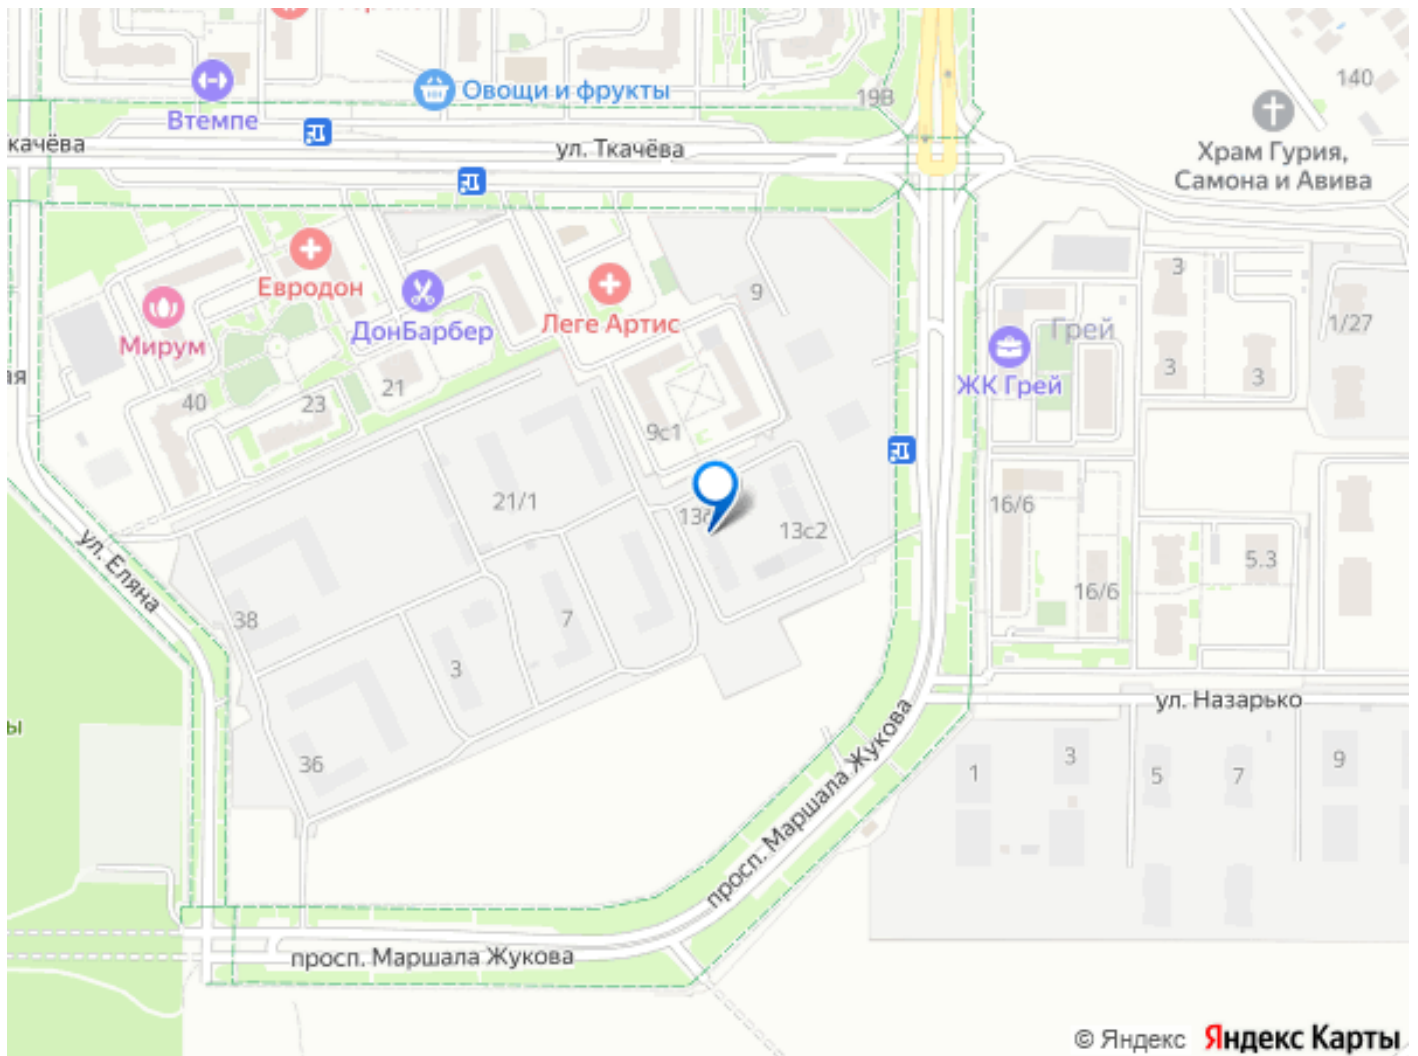 140
19В
Овощи и фрукты
Втемпе
ул. Ткачёва
качёва
Храм Гурия,
Самона и Авива
Евродон
ДонБарбер
Мирум
Леге Артис
9
3
1/27
Грей
ЖК Грей
3
3
ая
40
23
21
9с1
21/1
16/6
13с2
5.3
ул. Еляна
16/6
38
7
3
ул. Назарько
ы
36
1
3
5
7
9
просп. Маршала Жукова
просп. Маршала Жукова
© Яндекс Яндекс Карты